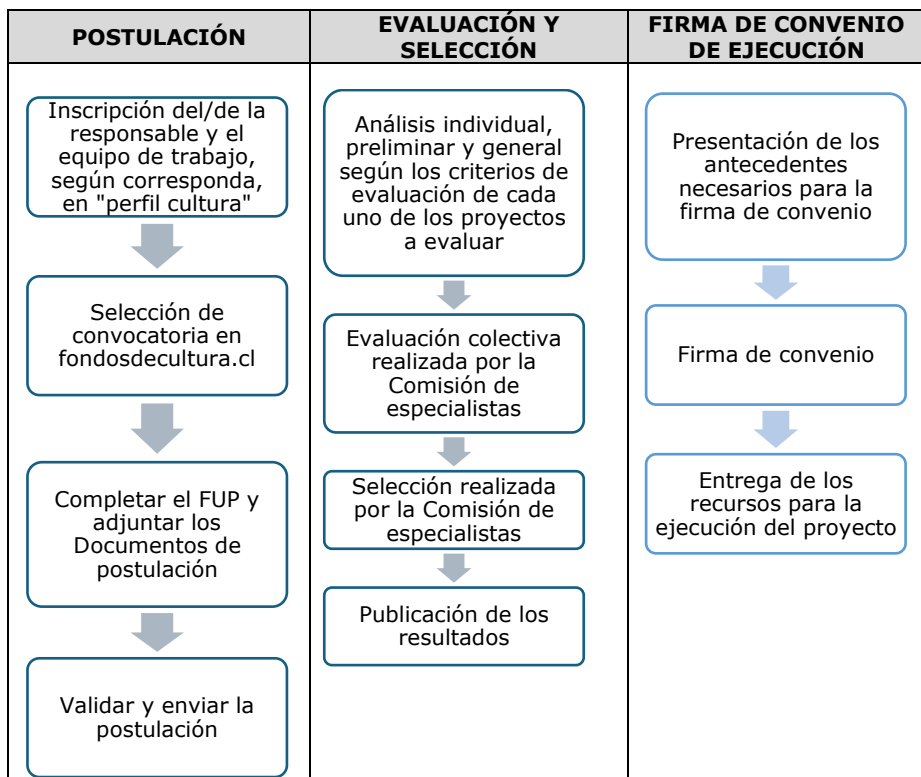 POSTULACIÓN
EVALUACIÓN Y
SELECCIÓN
FIRMA DE CONVENIO
DE EJECUCIÓN
Inscripción del/de la
responsable y el
equipo de trabajo,
según corresponda,
en "perfil cultura"
Selección de
convocatoria en
fondosdecultura.cl
Completar el FUP y
adjuntar los
Documentos de
postulación
Validar y enviar la
postulación
Análisis individual,
preliminar y general
según los criterios de
evaluación de cada
uno de los proyectos
a evaluar
Evaluación colectiva
realizada por la
Comisión de
especialistas
Selección realizada
por la Comisión de
especialistas
Publicación de los
resultados
Presentación de los
antecedentes
necesarios para la
firma de convenio
Firma de convenio
Entrega de los
recursos para la
ejecución del proyecto